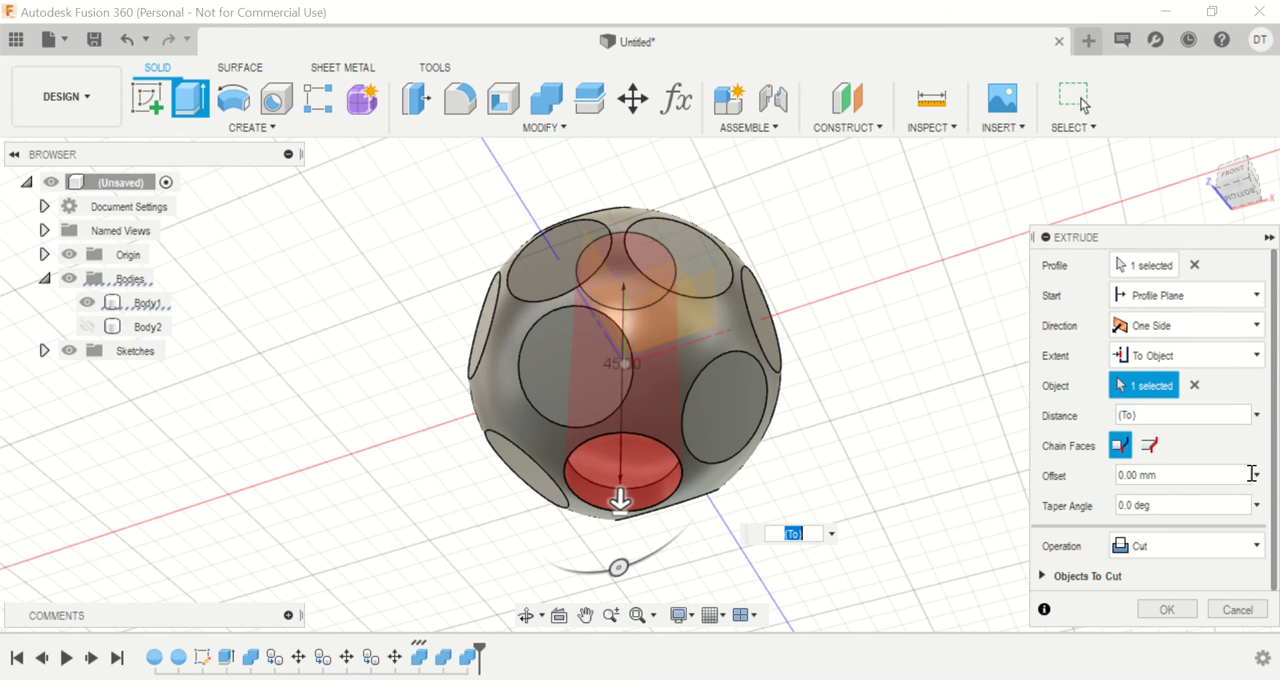 Autodesk Fusion 360 (Personal - Not for Commercial Use)
Untitled*
DT
DESIGN
SOLID SURFACE SHEET METAL TOOLS
CREATE MODIFY ASSEMBLE CONSTRUCT INSPECT INSERT SELECT
BROWSER
(Unsaved)
Document Settings
Named Views
Origin
Bodies
Body1
Body2
Sketches
FRONT
BOTTOM
Z
X
EXTRUDE
Profile 1 selected
Start Profile Plane
Direction One Side
Extent To Object
Object 1 selected
Distance (To)
Chain Faces
Offset 0.00 mm
Taper Angle 0.0 deg
Operation Cut
Objects To Cut
OK Cancel
(To)
COMMENTS